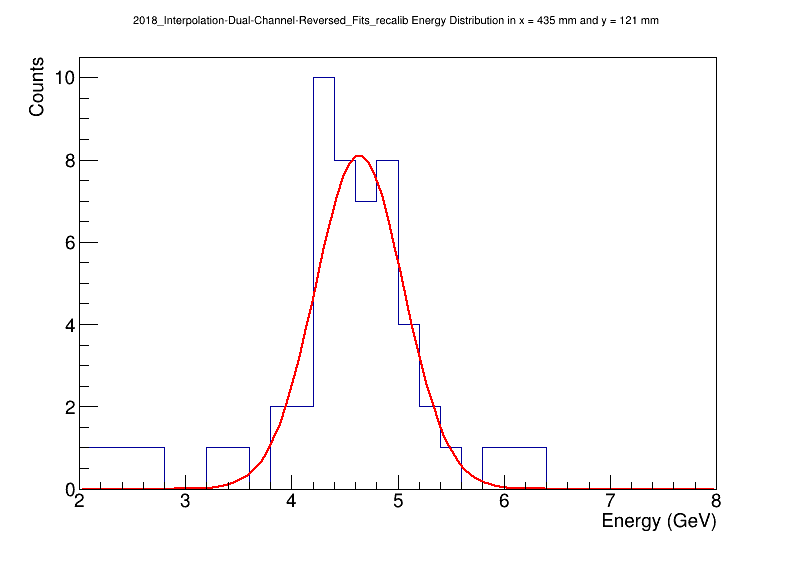 2018_Interpolation-Dual-Channel-Reversed_Fits_recalib Energy Distribution in x = 435 mm and y = 121 mm
Counts
10
8
6
4
2
0
2 3 4 5 6 7 8
Energy (GeV)